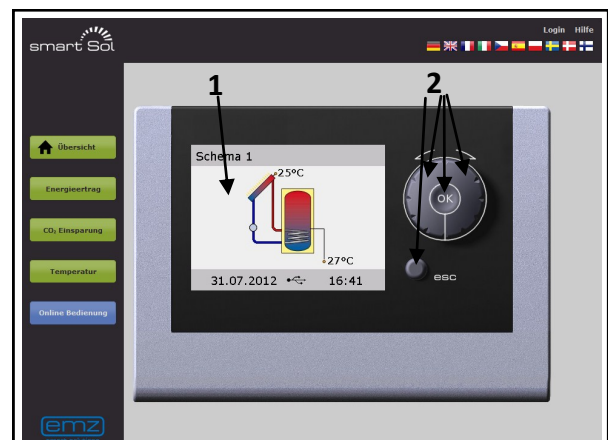 smart Sol
Login Hilfe
1
2
Übersicht
Energieertrag
CO₂ Einsparung
Temperatur
Online Bedienung
Schema 1
25°C
27°C
31.07.2012 16:41
OK
esc
emz